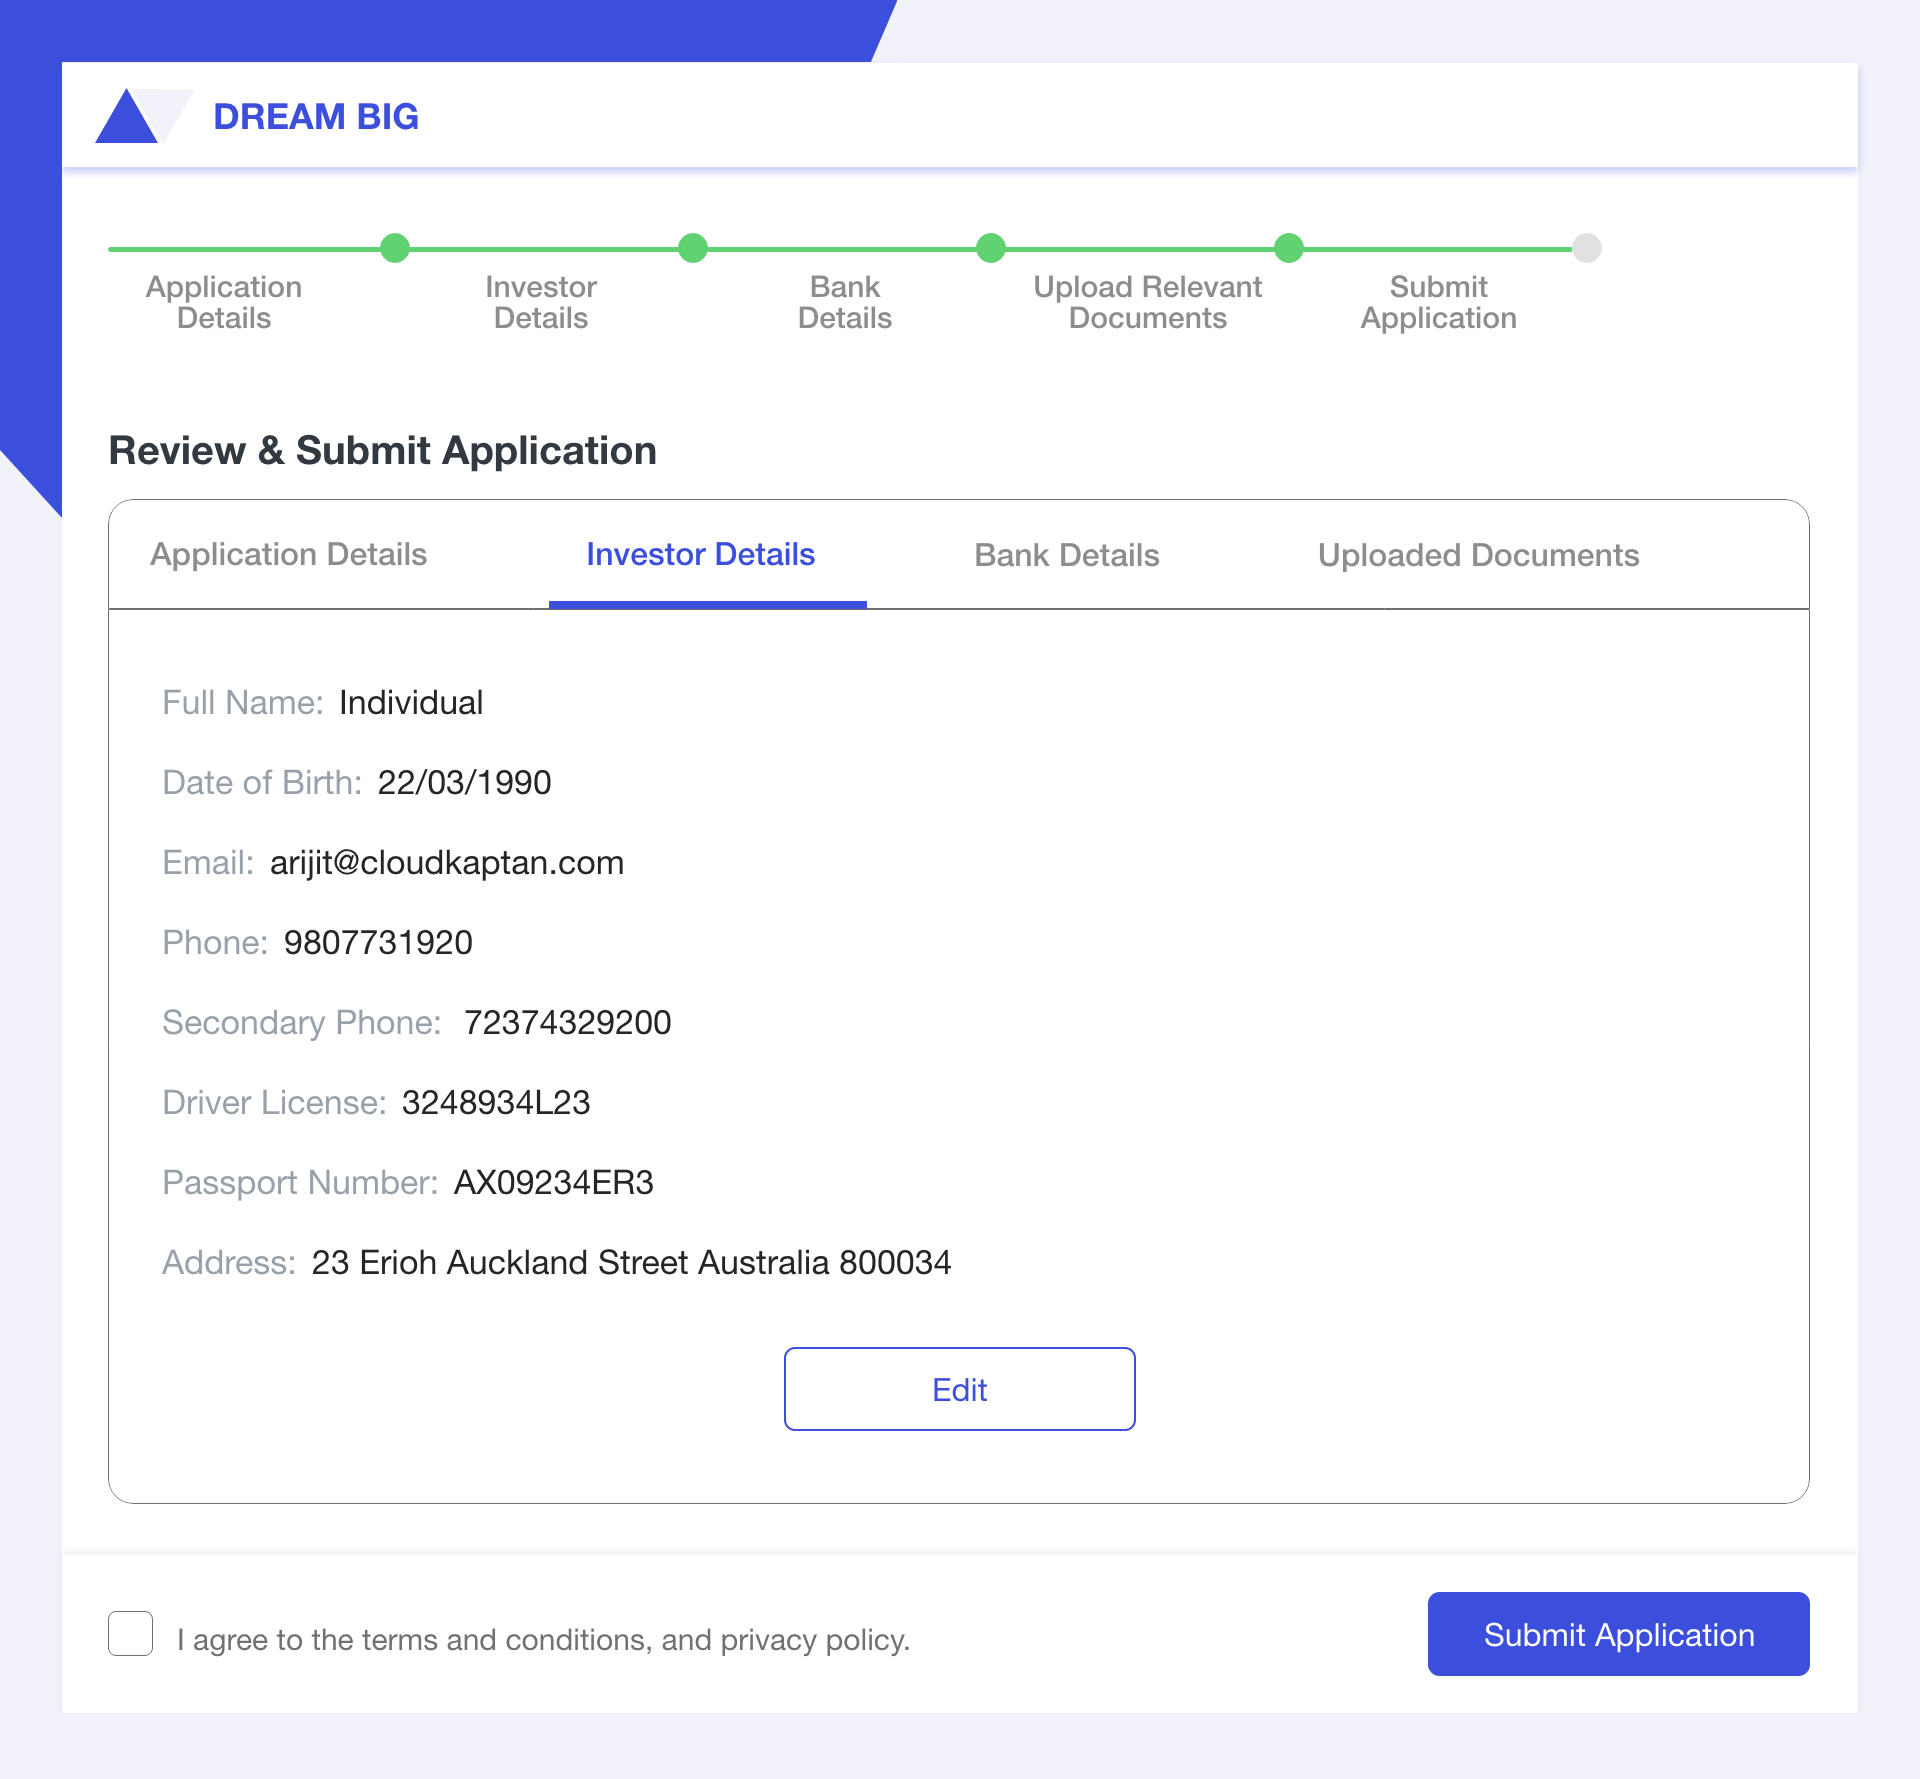 DREAM BIG
Application
Details
Investor
Details
Bank
Details
Upload Relevant
Documents
Submit
Application
Review & Submit Application
Application Details
Investor Details
Bank Details
Uploaded Documents
Full Name: Individual
Date of Birth: 22/03/1990
Email: arijit@cloudkaptan.com
Phone: 9807731920
Secondary Phone: 72374329200
Driver License: 3248934L23
Passport Number: AX09234ER3
Address: 23 Erioh Auckland Street Australia 800034
Edit
I agree to the terms and conditions, and privacy policy.
Submit Application